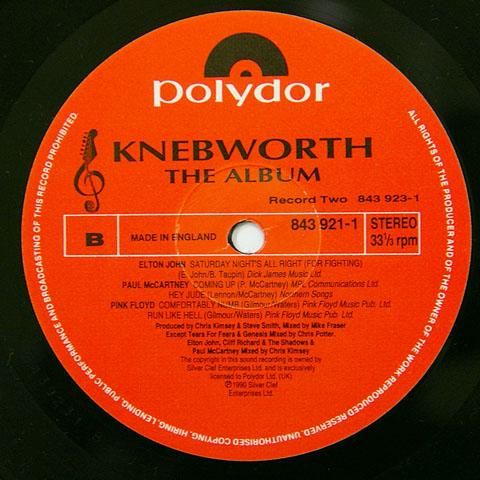 polydor
KNEBWORTH
THE ALBUM
Record Two 843 923-1
843 921-1
STEREO
33⅓ rpm
B
MADE IN ENGLAND
ELTON JOHN SATURDAY NIGHT'S ALL RIGHT (FOR FIGHTING)
(E. John/B. Taupin) Dick James Music Ltd.
PAUL McCARTNEY COMING UP (P. McCartney) MPL Communications Ltd.
HEY JUDE (Lennon/McCartney) Northern Songs
PINK FLOYD COMFORTABLY NUMB (Gilmour/Waters) Pink Floyd Music Pub. Ltd.
RUN LIKE HELL (Gilmour/Waters) Pink Floyd Music Pub. Ltd.
Produced by Chris Kimsey & Steve Smith, Mixed by Mike Fraser
Except Tears For Fears & Genesis Mixed by Chris Potter.
Elton John, Cliff Richard & The Shadows &
Paul McCartney Mixed by Chris Kimsey
The copyright in this sound recording is owned by
Silver Clef Enterprises Ltd. and is exclusively
licensed to Polydor Ltd. (UK)
℗ 1990 Silver Clef
Enterprises Ltd.
ALL RIGHTS OF THE PRODUCER AND OF THE OWNER OF THE WORK REPRODUCED RESERVED. UNAUTHORISED COPYING, HIRING, LENDING, PUBLIC PERFORMANCE AND BROADCASTING OF THIS RECORD PROHIBITED.